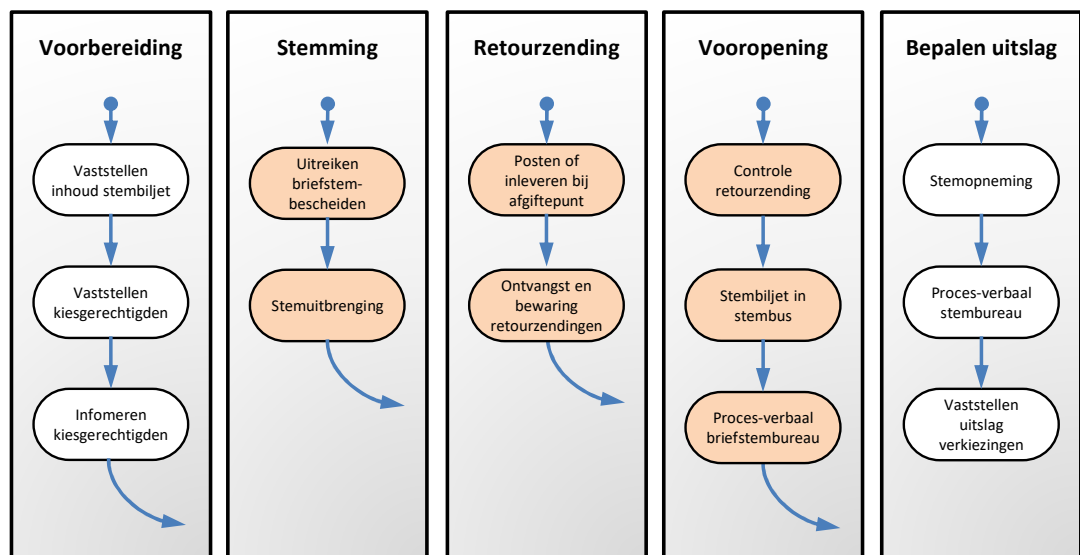 Voorbereiding
Vaststellen
inhoud stembiljet
Vaststellen
kiesgerechtigden
Infomeren
kiesgerechtigden
Stemming
Uitreiken
briefstem-
bescheiden
Stemuitbrenging
Retourzending
Posten of
inleveren bij
afgiftepunt
Ontvangst en
bewaring
retourzendingen
Vooropening
Controle
retourzending
Stembiljet in
stembus
Proces-verbaal
briefstembureau
Bepalen uitslag
Stemopneming
Proces-verbaal
stembureau
Vaststellen
uitslag
verkiezingen